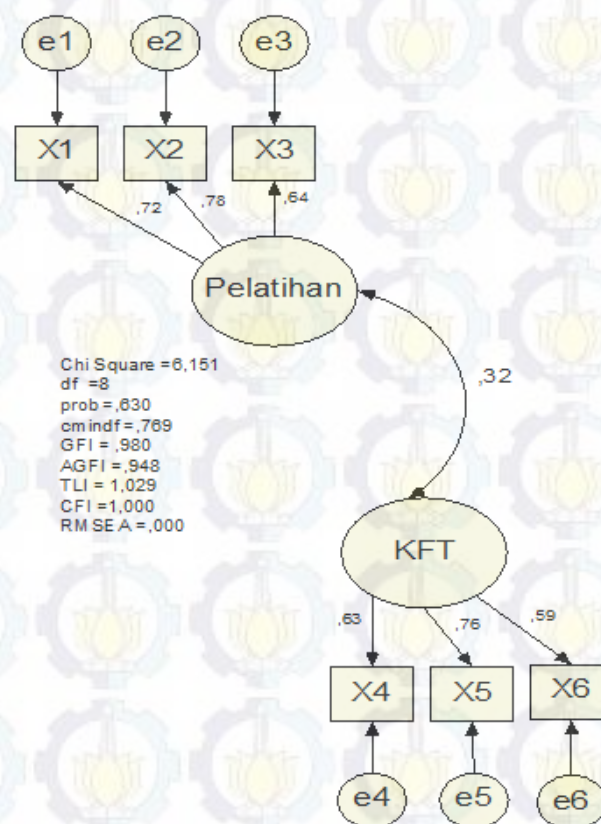 e1 e2 e3
X1 X2 X3
,72 ,78 ,64
Pelatihan
Chi Square =6,151
df =8
prob=,630
cmindf=,769
GFI = ,980
AGFI =,948
TLI = 1,029
CFI =1,000
RMSEA =,000
,32
KFT
,63 ,76 ,59
X4 X5 X6
e4 e5 e6